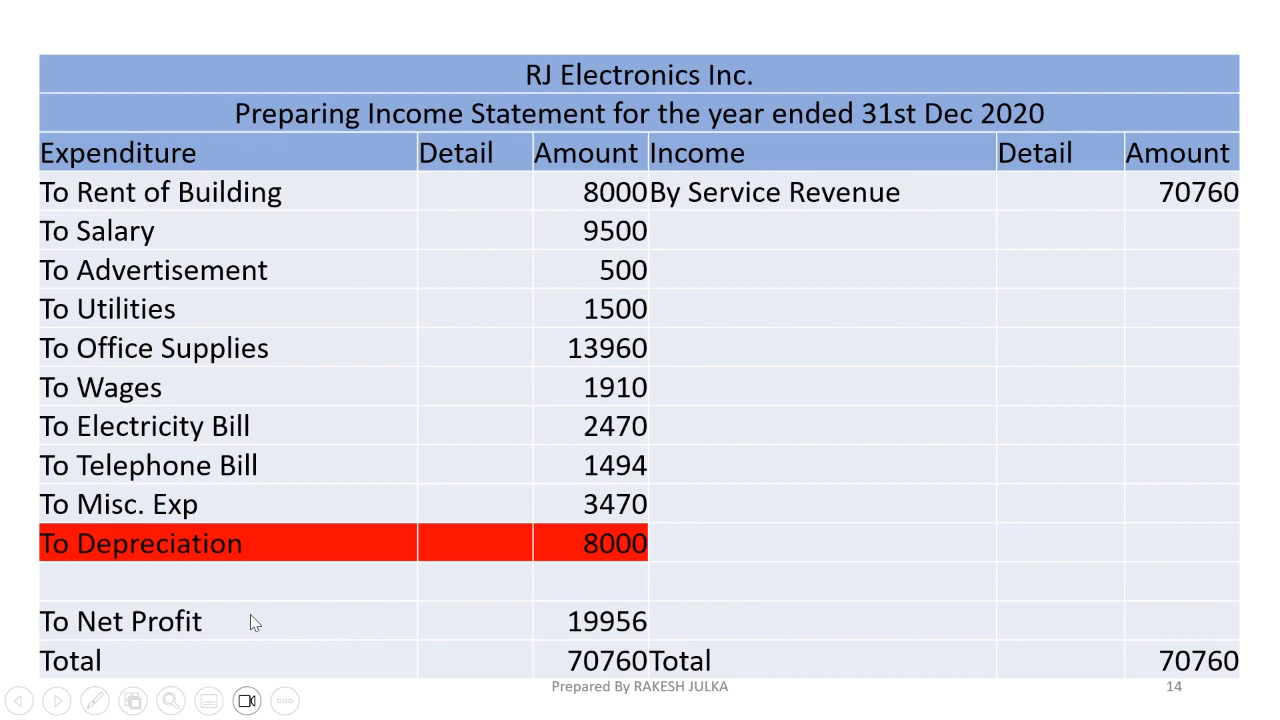 RJ Electronics Inc.
Preparing Income Statement for the year ended 31st Dec 2020
Expenditure Detail Amount Income Detail Amount
To Rent of Building 8000 By Service Revenue 70760
To Salary 9500
To Advertisement 500
To Utilities 1500
To Office Supplies 13960
To Wages 1910
To Electricity Bill 2470
To Telephone Bill 1494
To Misc. Exp 3470
To Depreciation 8000
To Net Profit 19956
Total 70760 Total 70760
Prepared By RAKESH JULKA 14